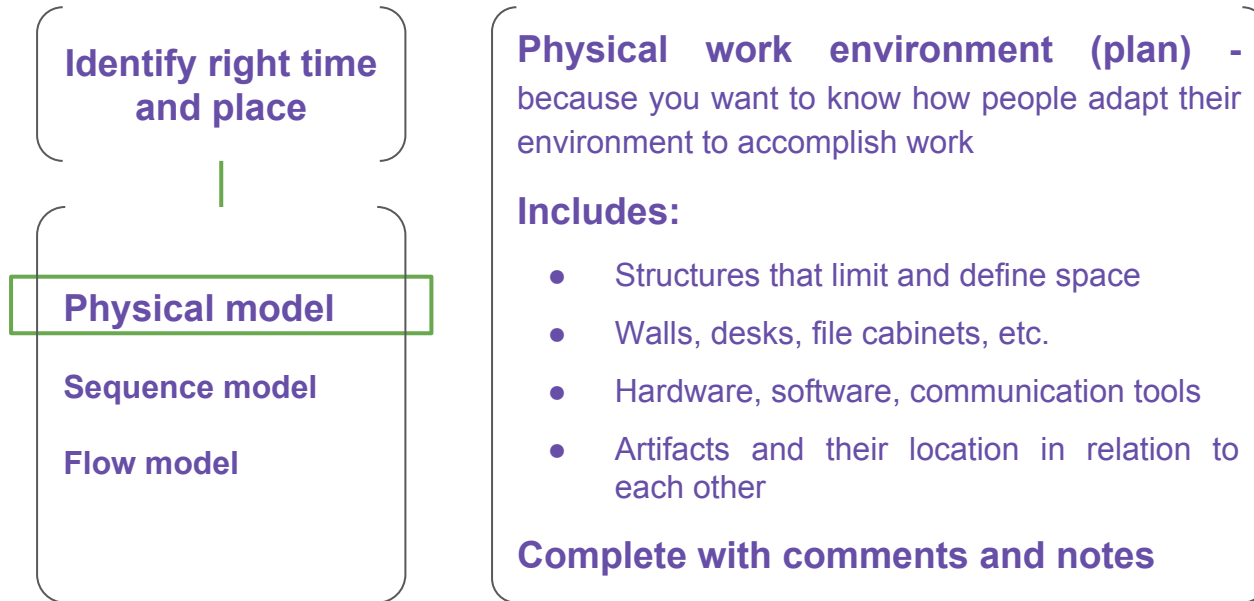 Identify right time
and place
Physical model
Sequence model
Flow model
Physical work environment (plan) -
because you want to know how people adapt their
environment to accomplish work
Includes:
● Structures that limit and define space
● Walls, desks, file cabinets, etc.
● Hardware, software, communication tools
● Artifacts and their location in relation to
each other
Complete with comments and notes